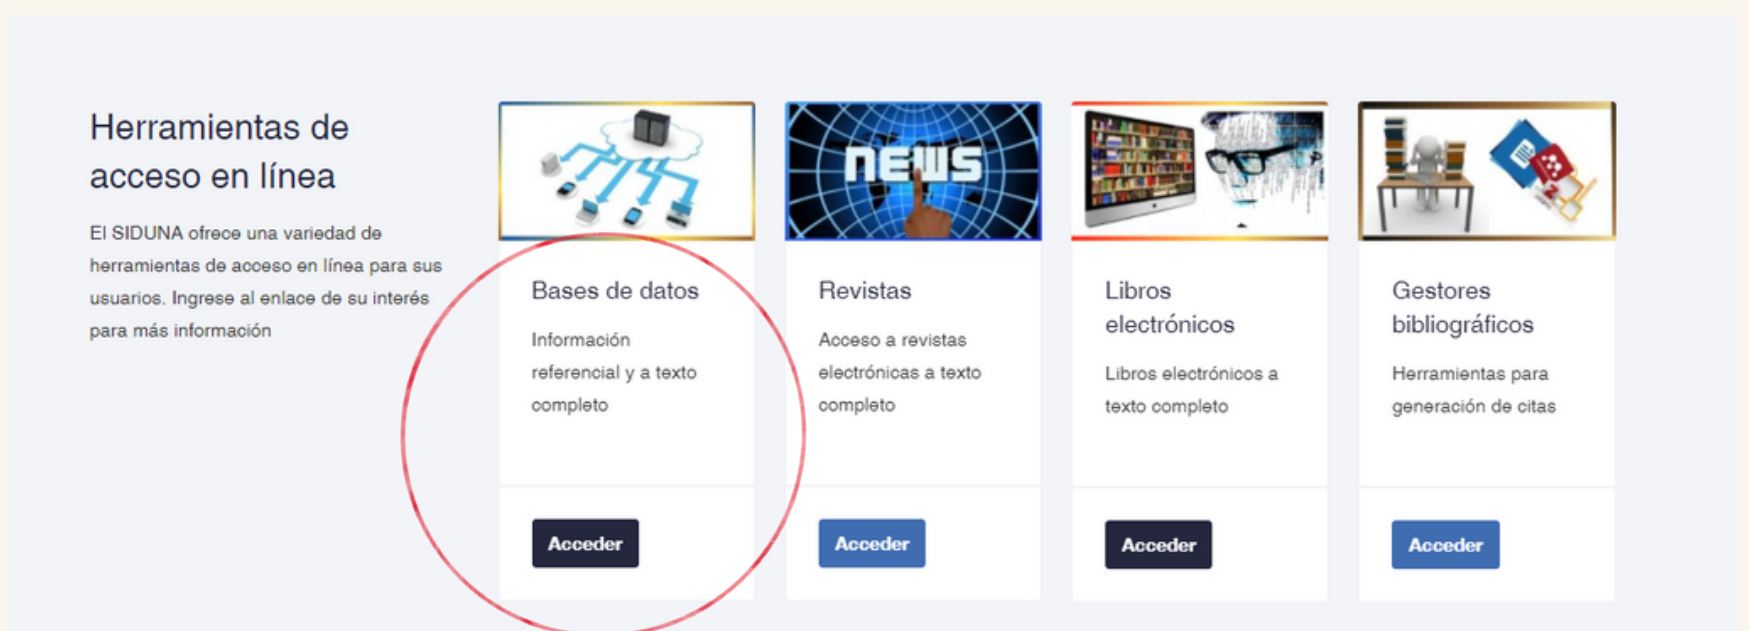 Herramientas de
acceso en línea
El SIDUNA ofrece una variedad de
herramientas de acceso en línea para sus
usuarios. Ingrese al enlace de su interés
para más información
Bases de datos
Información
referencial y a texto
completo
Acceder
NEWS
Revistas
Acceso a revistas
electrónicas a texto
completo
Acceder
Libros
electrónicos
Libros electrónicos a
texto completo
Acceder
Gestores
bibliográficos
Herramientas para
generación de citas
Acceder